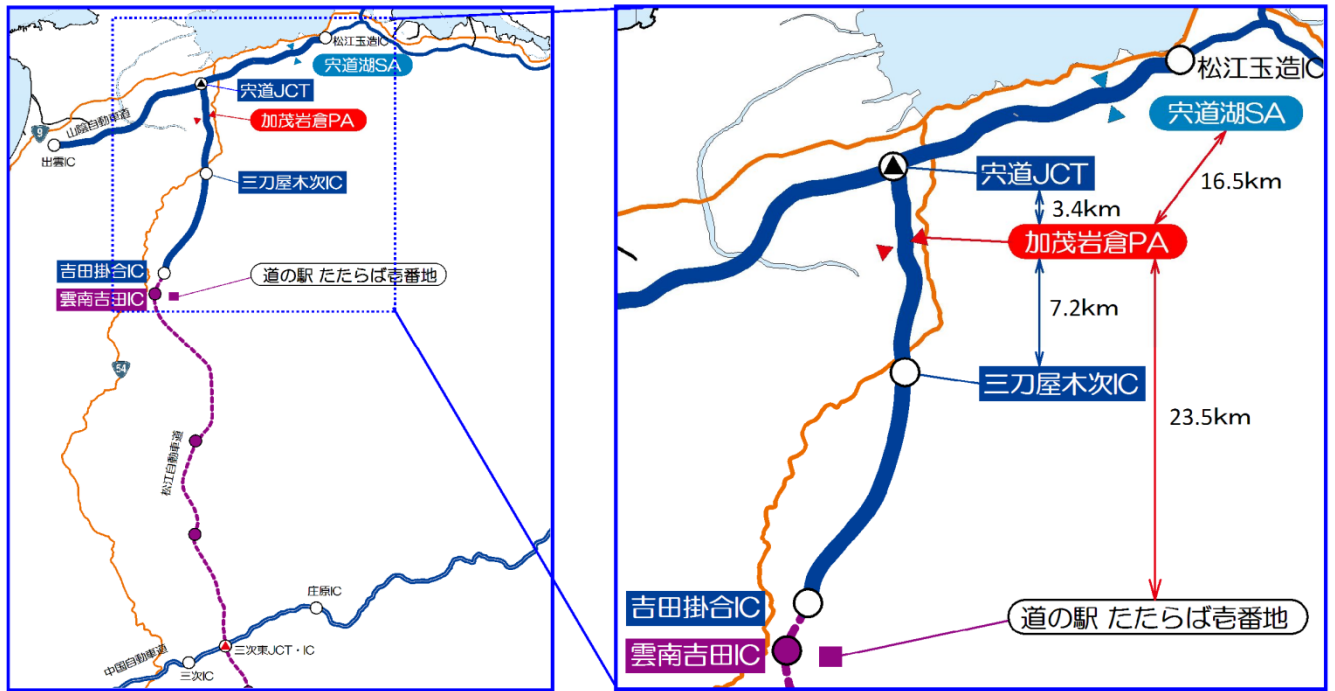 松江玉造IC
宍道湖SA
宍道JCT
加茂岩倉PA
山陰自動車道
9
出雲IC
三刀屋木次IC
吉田掛合IC
道の駅 たたらば壱番地
雲南吉田IC
54
松江自動車道
庄原IC
三次東JCT・IC
中国自動車道
三次IC
松江玉造IC
宍道湖SA
宍道JCT
16.5km
3.4km
加茂岩倉PA
7.2km
三刀屋木次IC
23.5km
吉田掛合IC
道の駅 たたらば壱番地
雲南吉田IC